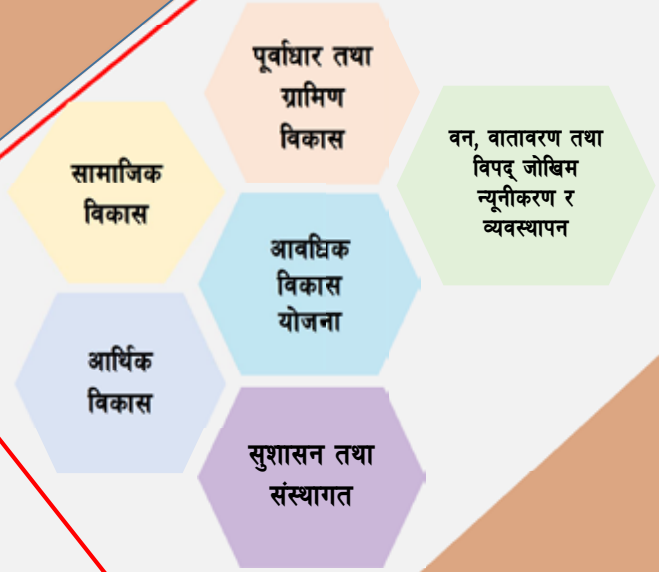 पूर्वाधार तथा
ग्रामिण
विकास
वन, वातावरण तथा
विपद् जोखिम
न्यूनीकरण र
व्यवस्थापन
सामाजिक
विकास
आवधिक
विकास
योजना
आर्थिक
विकास
सुशासन तथा
संस्थागत